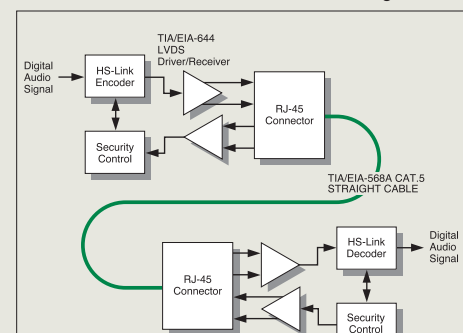 TIA/EIA-644
LVDS
Driver/Receiver
Digital
Audio
Signal
HS-Link
Encoder
RJ-45
Connector
Security
Control
TIA/EIA-568A CAT.5
STRAIGHT CABLE
HS-Link
Decoder
Digital
Audio
Signal
RJ-45
Connector
Security
Control